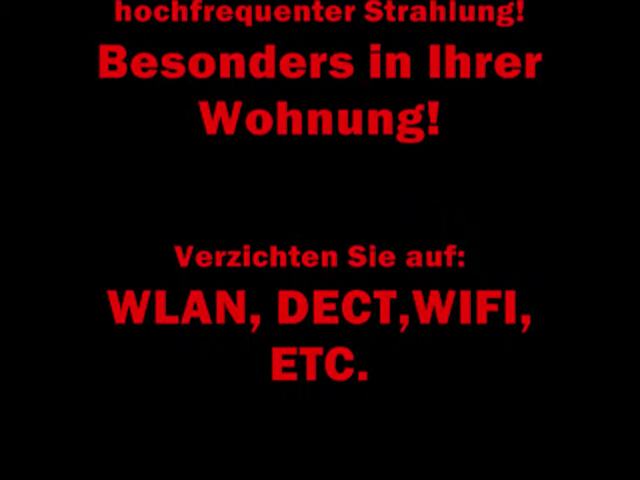 hochfrequenter Strahlung!
Besonders in Ihrer
Wohnung!
Verzichten Sie auf:
WLAN, DECT,WIFI,
ETC.